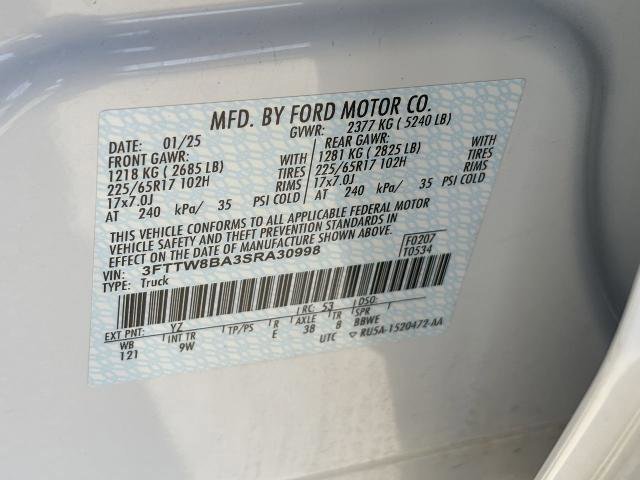 MFD. BY FORD MOTOR CO.
DATE: 01/25 GVWR: 2377 KG ( 5240 LB)
FRONT GAWR: REAR GAWR:
1218 KG ( 2685 LB) WITH 1281 KG ( 2825 LB) WITH
225/65R17 102H TIRES 225/65R17 102H TIRES
17x7.0J RIMS 17x7.0J RIMS
AT 240 kPa/ 35 PSI COLD AT 240 kPa/ 35 PSI COLD
THIS VEHICLE CONFORMS TO ALL APPLICABLE FEDERAL MOTOR
VEHICLE SAFETY AND THEFT PREVENTION STANDARDS IN
EFFECT ON THE DATE OF MANUFACTURE SHOWN ABOVE.
VIN: 3FTTW8BA3SRA30998 F0207
TYPE: Truck T0534
EXT PNT: YZ RC: 53 DSO:
WB INT TR TP/PS R AXLE TR SPR
121 9W E 38 8 BBWE
UTC ▽ RU5A-1520472-AA